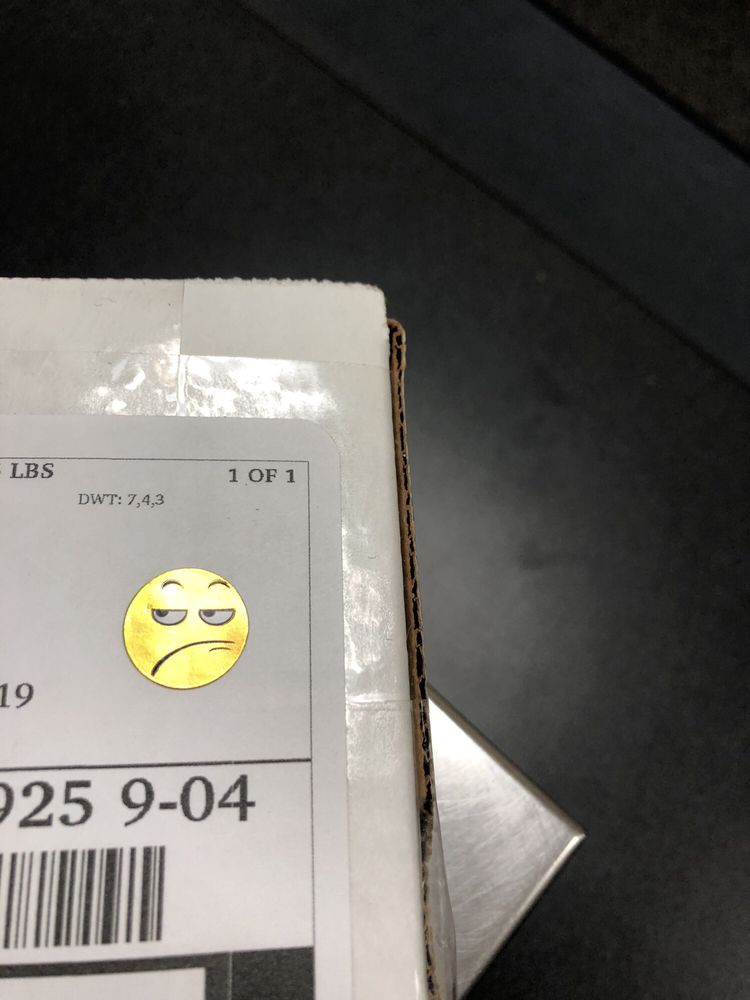 LBS
1 OF 1
DWT: 7,4,3
19
925 9-04